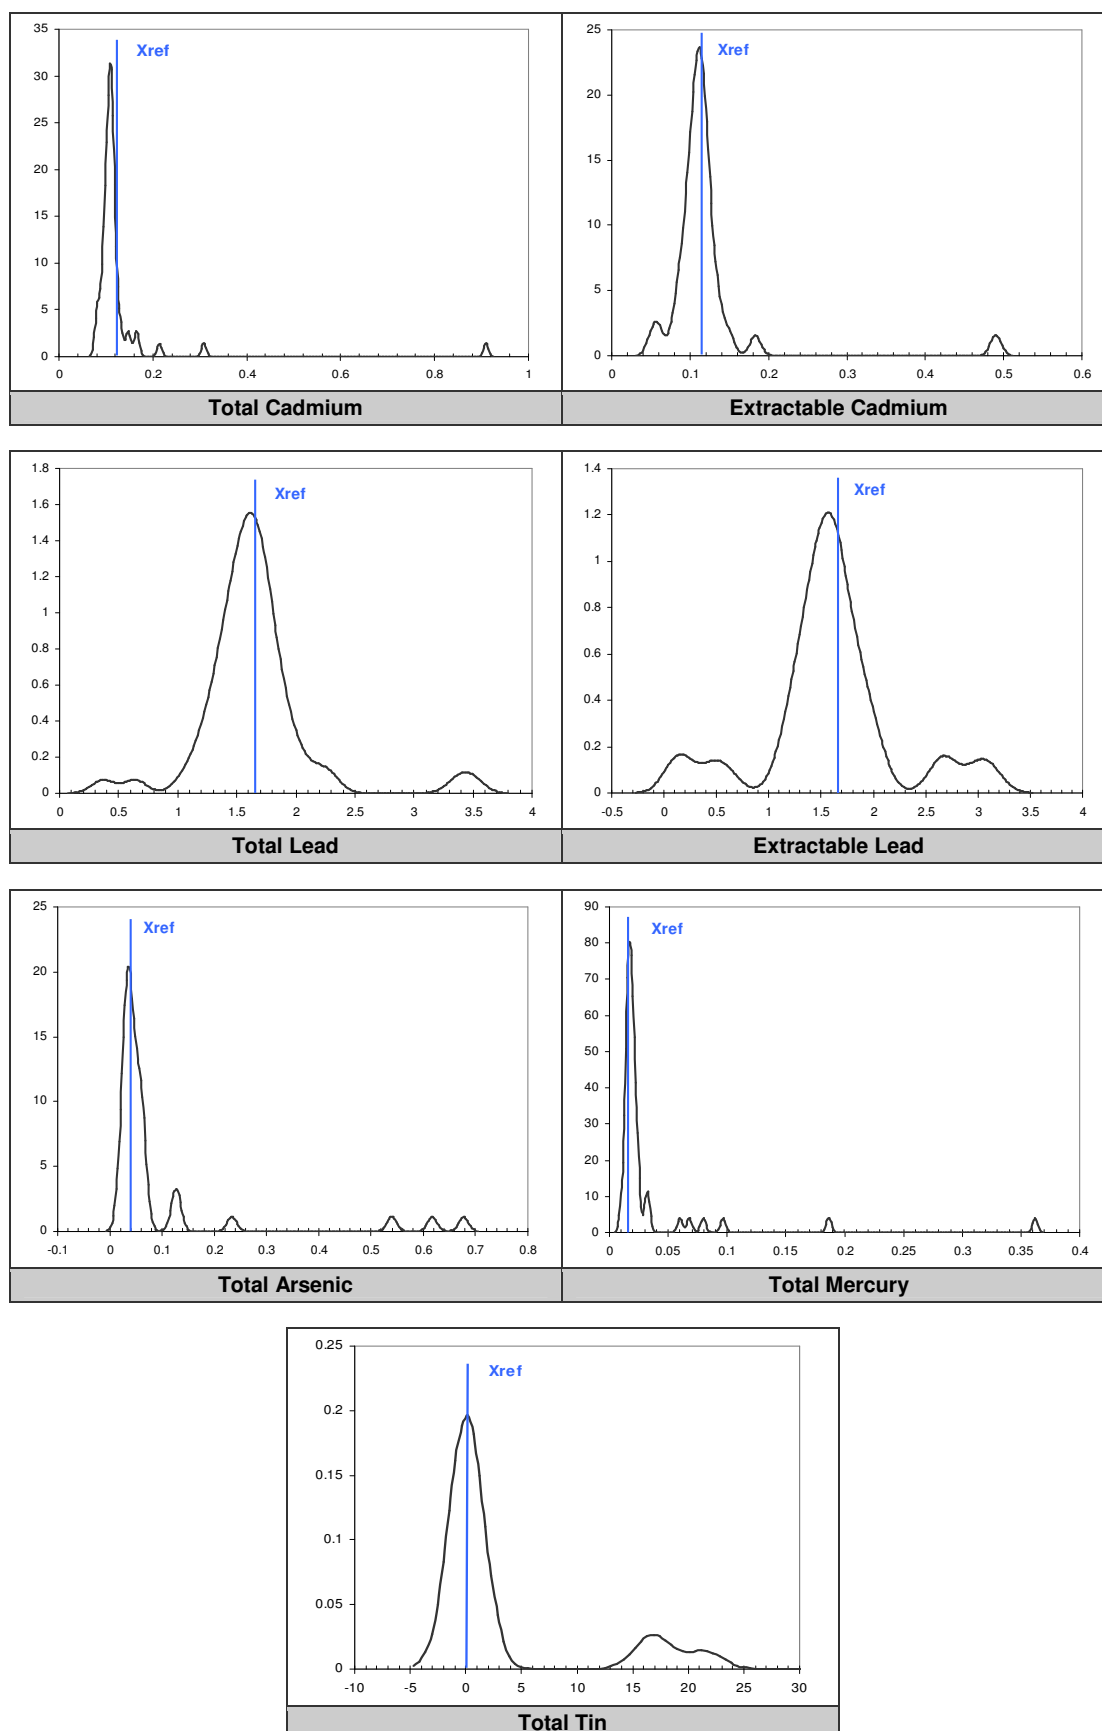 35
30
25
20
15
10
5
0
Xref
0 0.2 0.4 0.6 0.8 1
Total Cadmium
25
20
15
10
5
0
Xref
0 0.1 0.2 0.3 0.4 0.5 0.6
Extractable Cadmium
1.8
1.6
1.4
1.2
1
0.8
0.6
0.4
0.2
0
Xref
0 0.5 1 1.5 2 2.5 3 3.5 4
Total Lead
1.4
1.2
1
0.8
0.6
0.4
0.2
0
Xref
-0.5 0 0.5 1 1.5 2 2.5 3 3.5 4
Extractable Lead
25
20
15
10
5
0
Xref
-0.1 0 0.1 0.2 0.3 0.4 0.5 0.6 0.7 0.8
Total Arsenic
90
80
70
60
50
40
30
20
10
0
Xref
0 0.05 0.1 0.15 0.2 0.25 0.3 0.35 0.4
Total Mercury
0.25
0.2
0.15
0.1
0.05
0
Xref
-10 -5 0 5 10 15 20 25 30
Total Tin